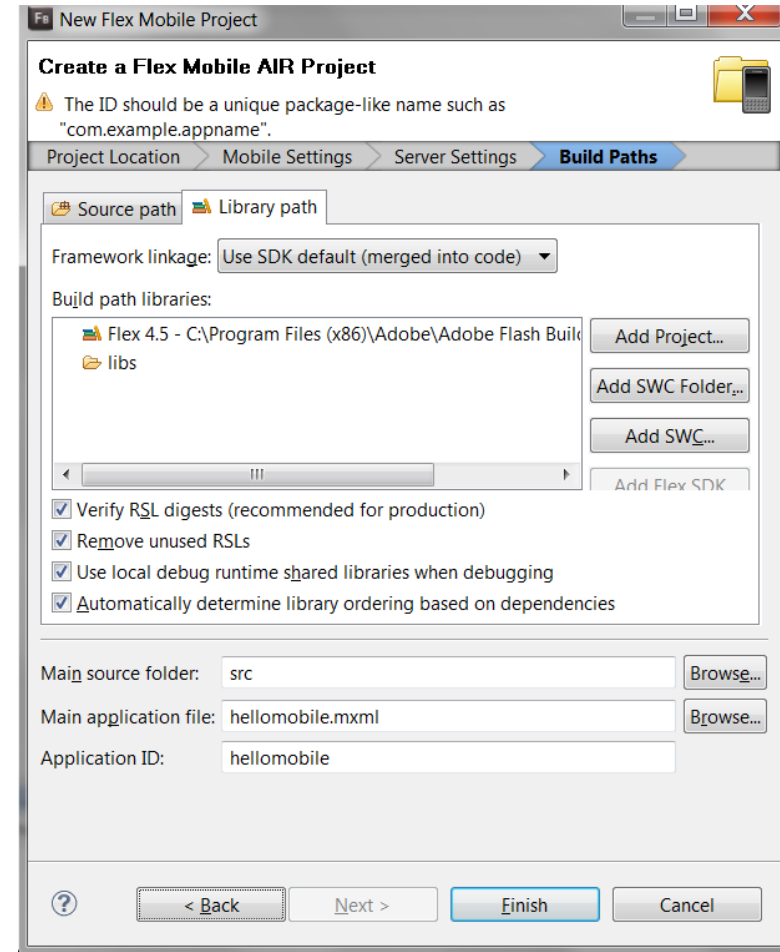 FB New Flex Mobile Project
Create a Flex Mobile AIR Project
The ID should be a unique package-like name such as
"com.example.appname".
Project Location Mobile Settings Server Settings Build Paths
Source path Library path
Framework linkage: Use SDK default (merged into code)
Build path libraries:
Flex 4.5 - C:\Program Files (x86)\Adobe\Adobe Flash Buil
libs
Add Project...
Add SWC Folder...
Add SWC...
Add Flex SDK
Verify RSL digests (recommended for production)
Remove unused RSLs
Use local debug runtime shared libraries when debugging
Automatically determine library ordering based on dependencies
Main source folder: src Browse...
Main application file: hellomobile.mxml Browse...
Application ID: hellomobile
? < Back Next > Finish Cancel